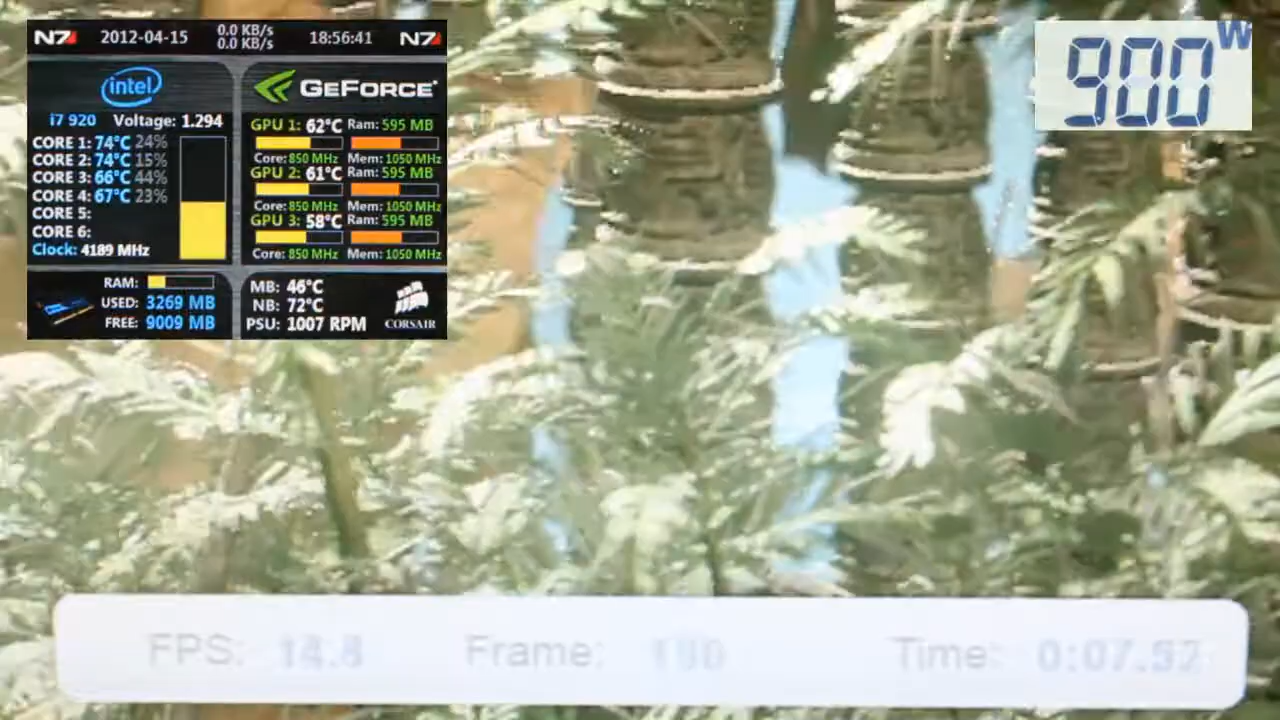 N7 2012-04-15 0.0 KB/s 0.0 KB/s 18:56:41 N7
intel
i7 920 Voltage: 1.294
CORE 1: 74°C 24%
CORE 2: 74°C 15%
CORE 3: 66°C 44%
CORE 4: 67°C 23%
CORE 5:
CORE 6:
Clock: 4189 MHz
GEFORCE
GPU 1: 62°C Ram: 595 MB
Core: 850 MHz Mem: 1050 MHz
GPU 2: 61°C Ram: 595 MB
Core: 850 MHz Mem: 1050 MHz
GPU 3: 58°C Ram: 595 MB
Core: 850 MHz Mem: 1050 MHz
RAM:
USED: 3269 MB
FREE: 9009 MB
MB: 46°C
NB: 72°C
PSU: 1007 RPM
CORSAIR
900 W
FPS: 14.8 Frame: Time: 0:07.52